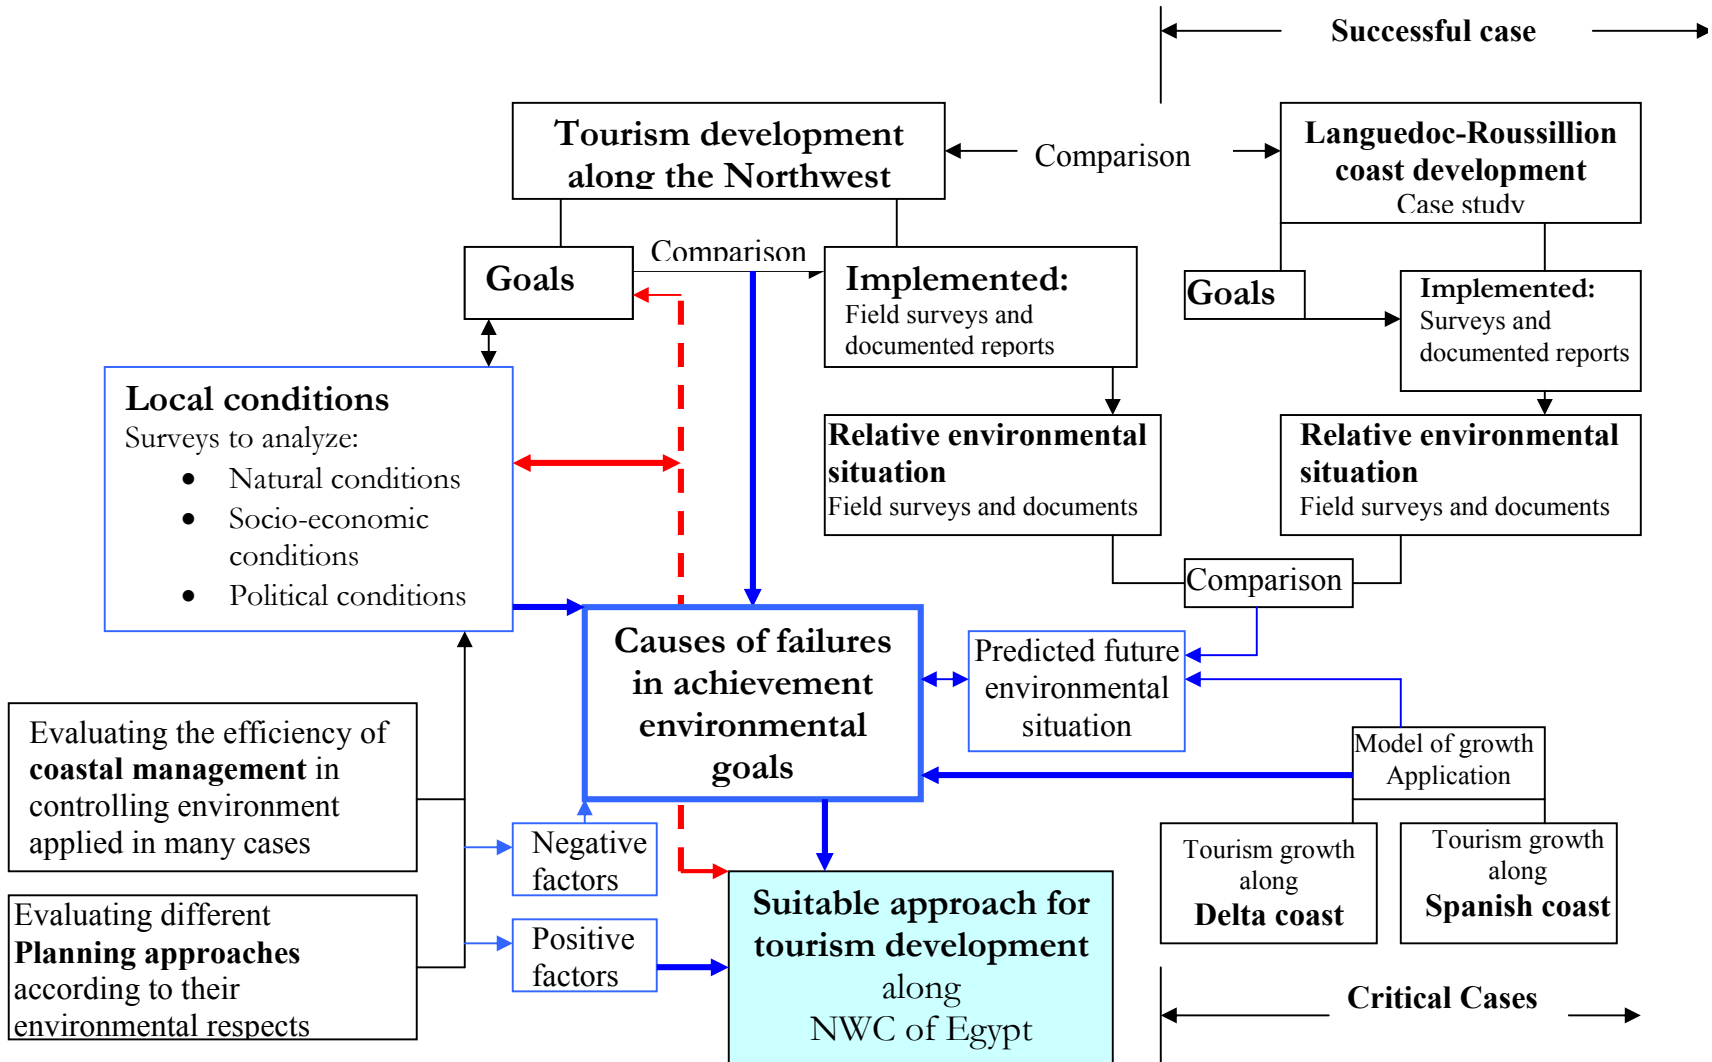 Successful case
Tourism development
along the Northwest
Comparison
Languedoc-Roussillion
coast development
Case study
Goals
Comparison
Implemented:
Field surveys and
documented reports
Goals
Implemented:
Surveys and
documented reports
Local conditions
Surveys to analyze:
• Natural conditions
• Socio-economic
conditions
• Political conditions
Relative environmental
situation
Field surveys and documents
Relative environmental
situation
Field surveys and documents
Comparison
Causes of failures
in achievement
environmental
goals
Predicted future
environmental
situation
Evaluating the efficiency of
coastal management in
controlling environment
applied in many cases
Model of growth
Application
Negative
factors
Tourism growth
along
Delta coast
Tourism growth
along
Spanish coast
Evaluating different
Planning approaches
according to their
environmental respects
Positive
factors
Suitable approach for
tourism development
along
NWC of Egypt
Critical Cases